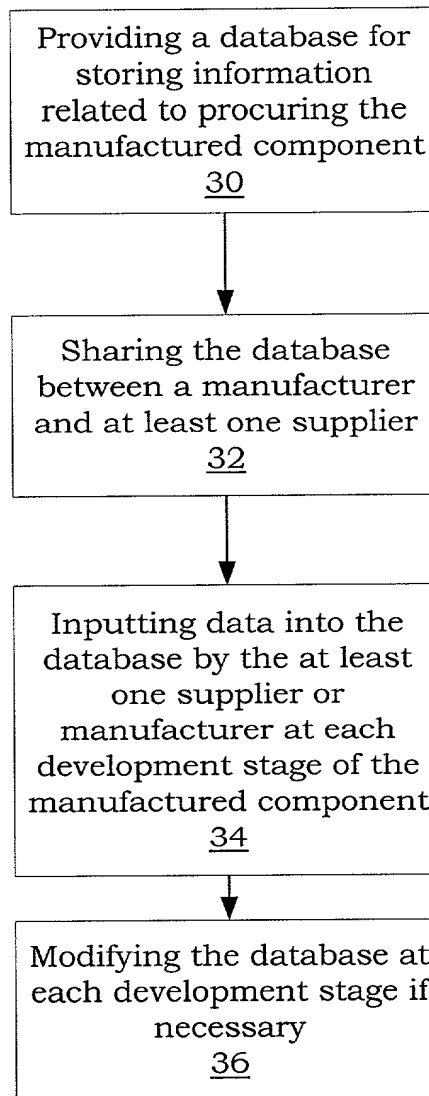 Providing a database for
storing information
related to procuring the
manufactured component
30
Sharing the database
between a manufacturer
and at least one supplier
32
Inputting data into the
database by the at least
one supplier or
manufacturer at each
development stage of the
manufactured component
34
Modifying the database at
each development stage if
necessary
36